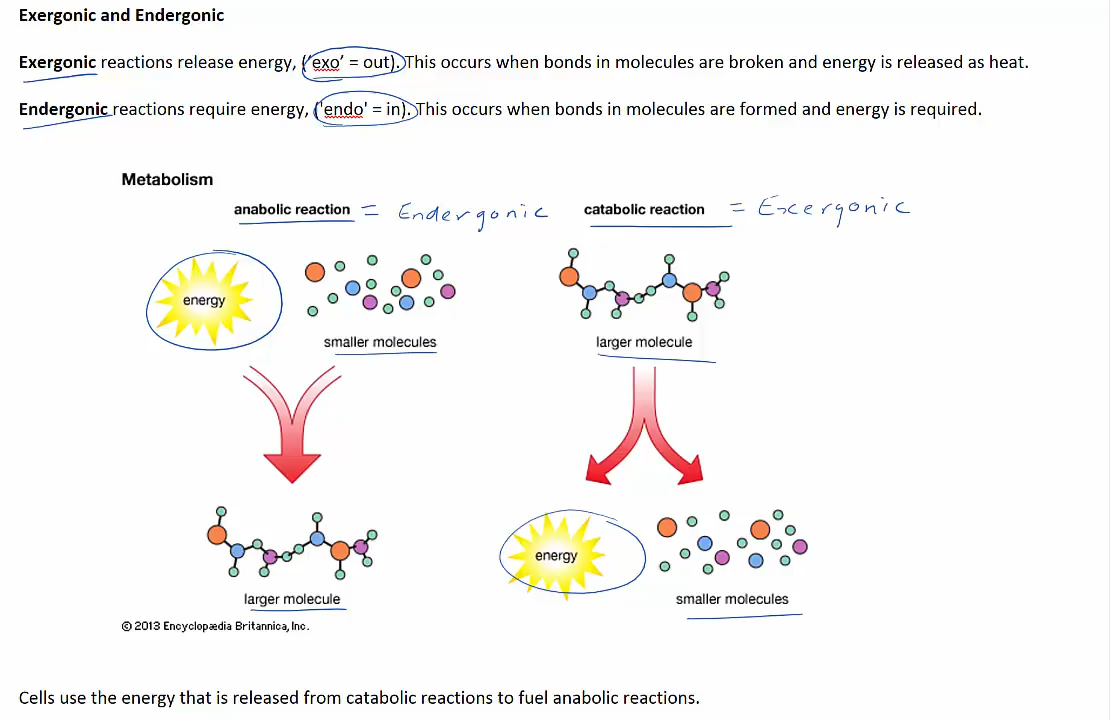 Exergonic and Endergonic
Exergonic reactions release energy, ('exo' = out). This occurs when bonds in molecules are broken and energy is released as heat.
Endergonic reactions require energy, ('endo' = in). This occurs when bonds in molecules are formed and energy is required.
Metabolism
anabolic reaction = Endergonic
catabolic reaction = Exergonic
energy
smaller molecules
larger molecule
larger molecule
energy
smaller molecules
© 2013 Encyclopædia Britannica, Inc.
Cells use the energy that is released from catabolic reactions to fuel anabolic reactions.